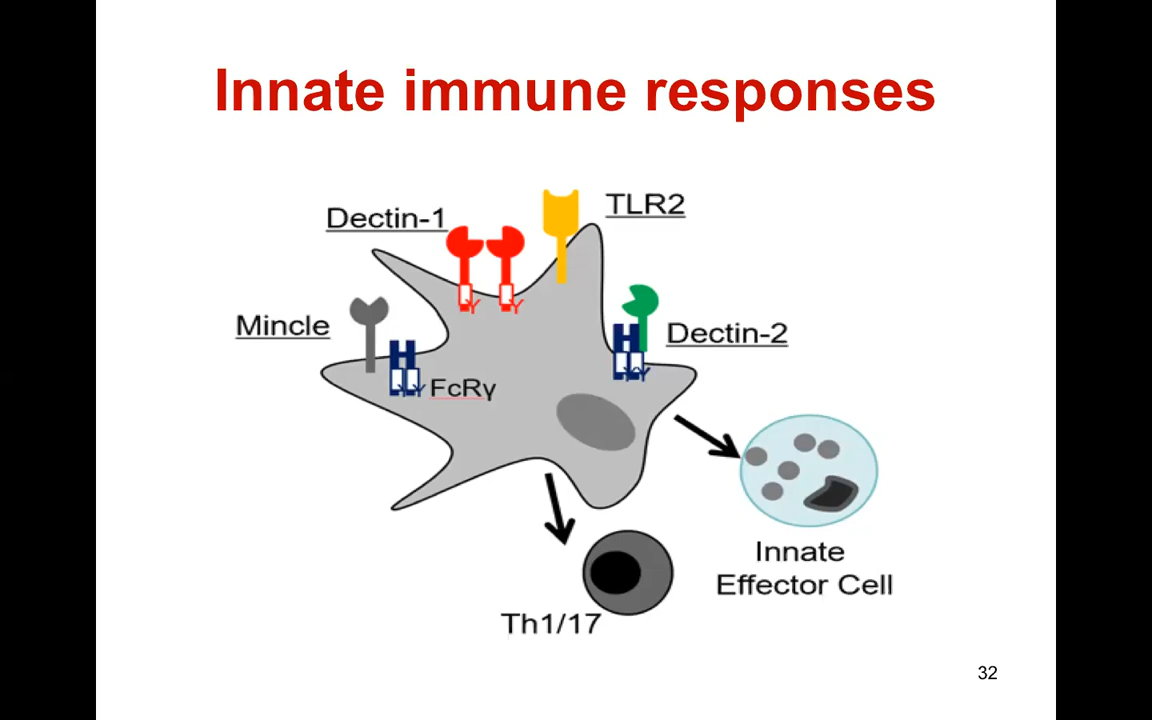 Innate immune responses
Dectin-1
TLR2
Mincle
Dectin-2
FcRγ
Innate
Effector Cell
Th1/17
32